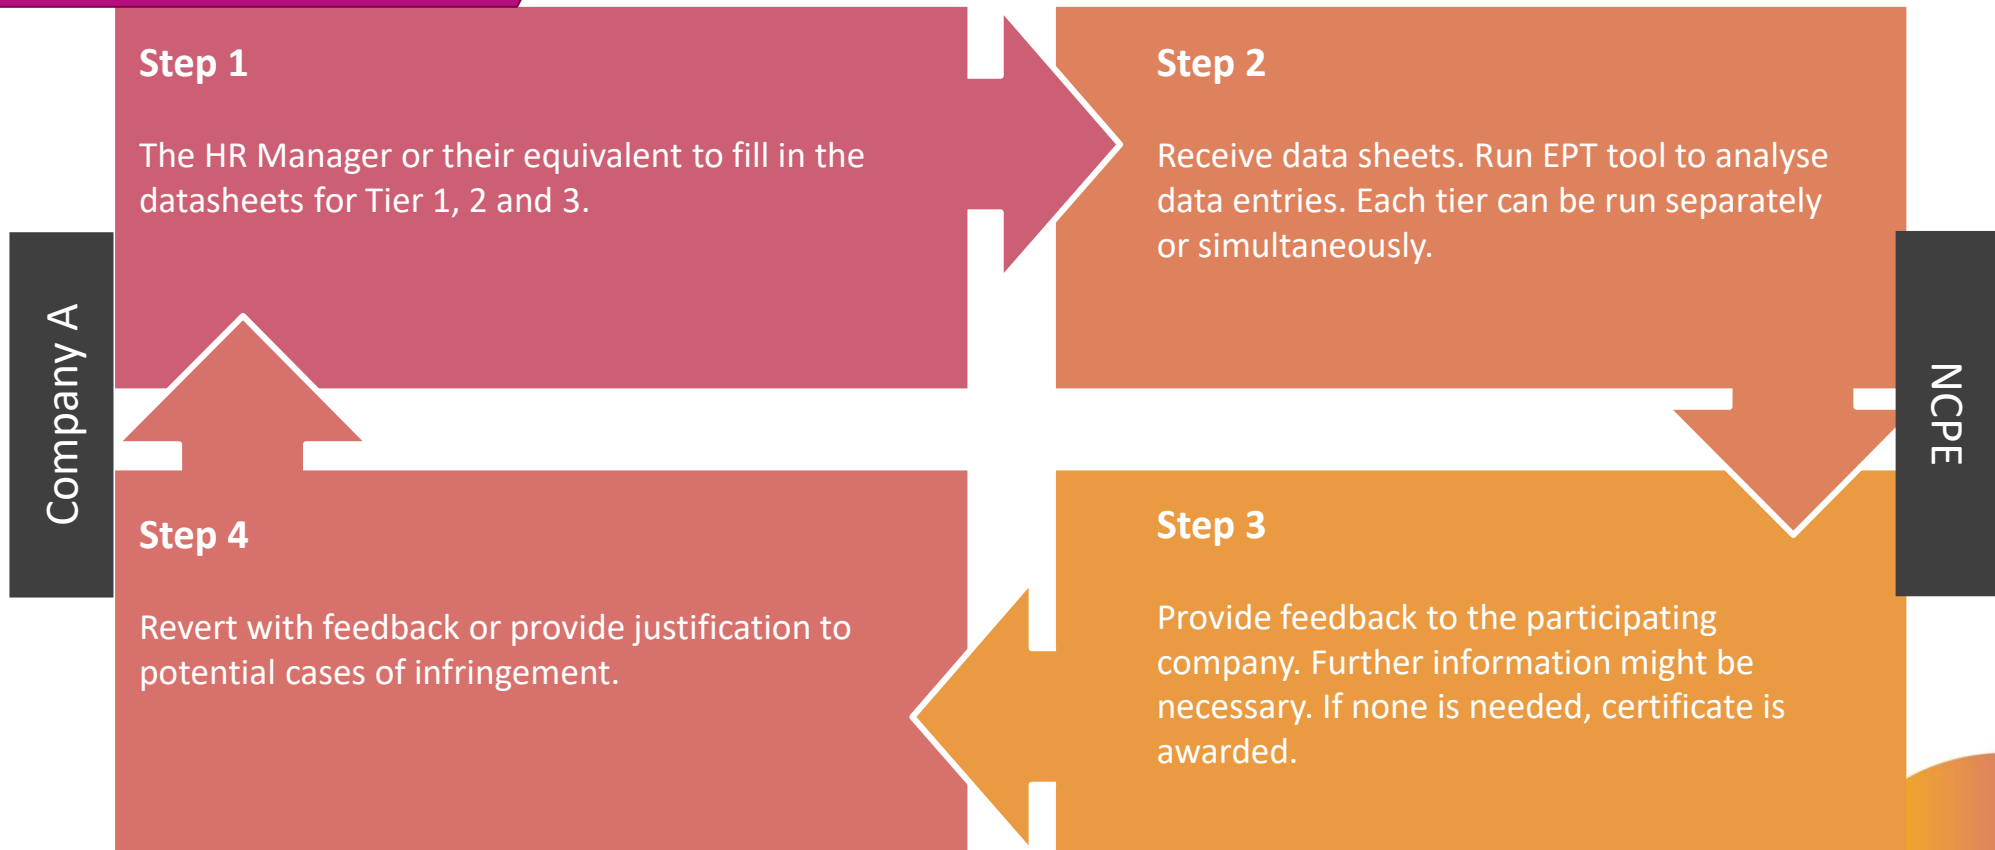 Step 1
The HR Manager or their equivalent to fill in the
datasheets for Tier 1, 2 and 3.
Step 2
Receive data sheets. Run EPT tool to analyse
data entries. Each tier can be run separately
or simultaneously.
Company A
NCPE
Step 4
Revert with feedback or provide justification to
potential cases of infringement.
Step 3
Provide feedback to the participating
company. Further information might be
necessary. If none is needed, certificate is
awarded.